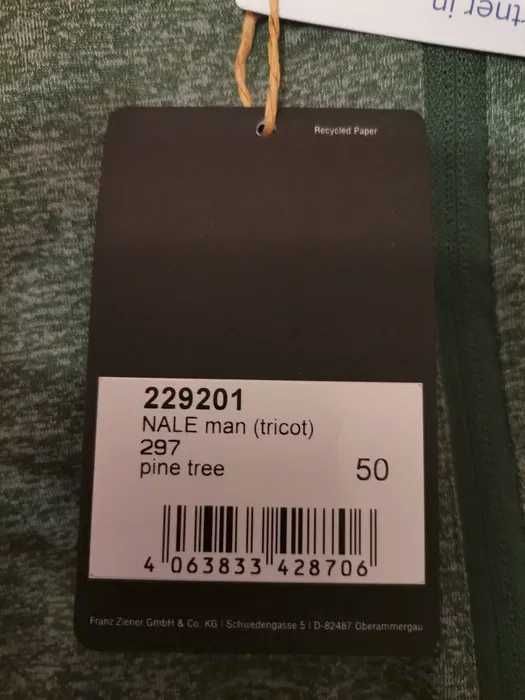 Recycled Paper
229201
NALE man (tricot)
297
pine tree
50
4 063833 428706
Franz Ziener GmbH & Co. KG | Schwedengasse 5 | D-82487 Oberammergau